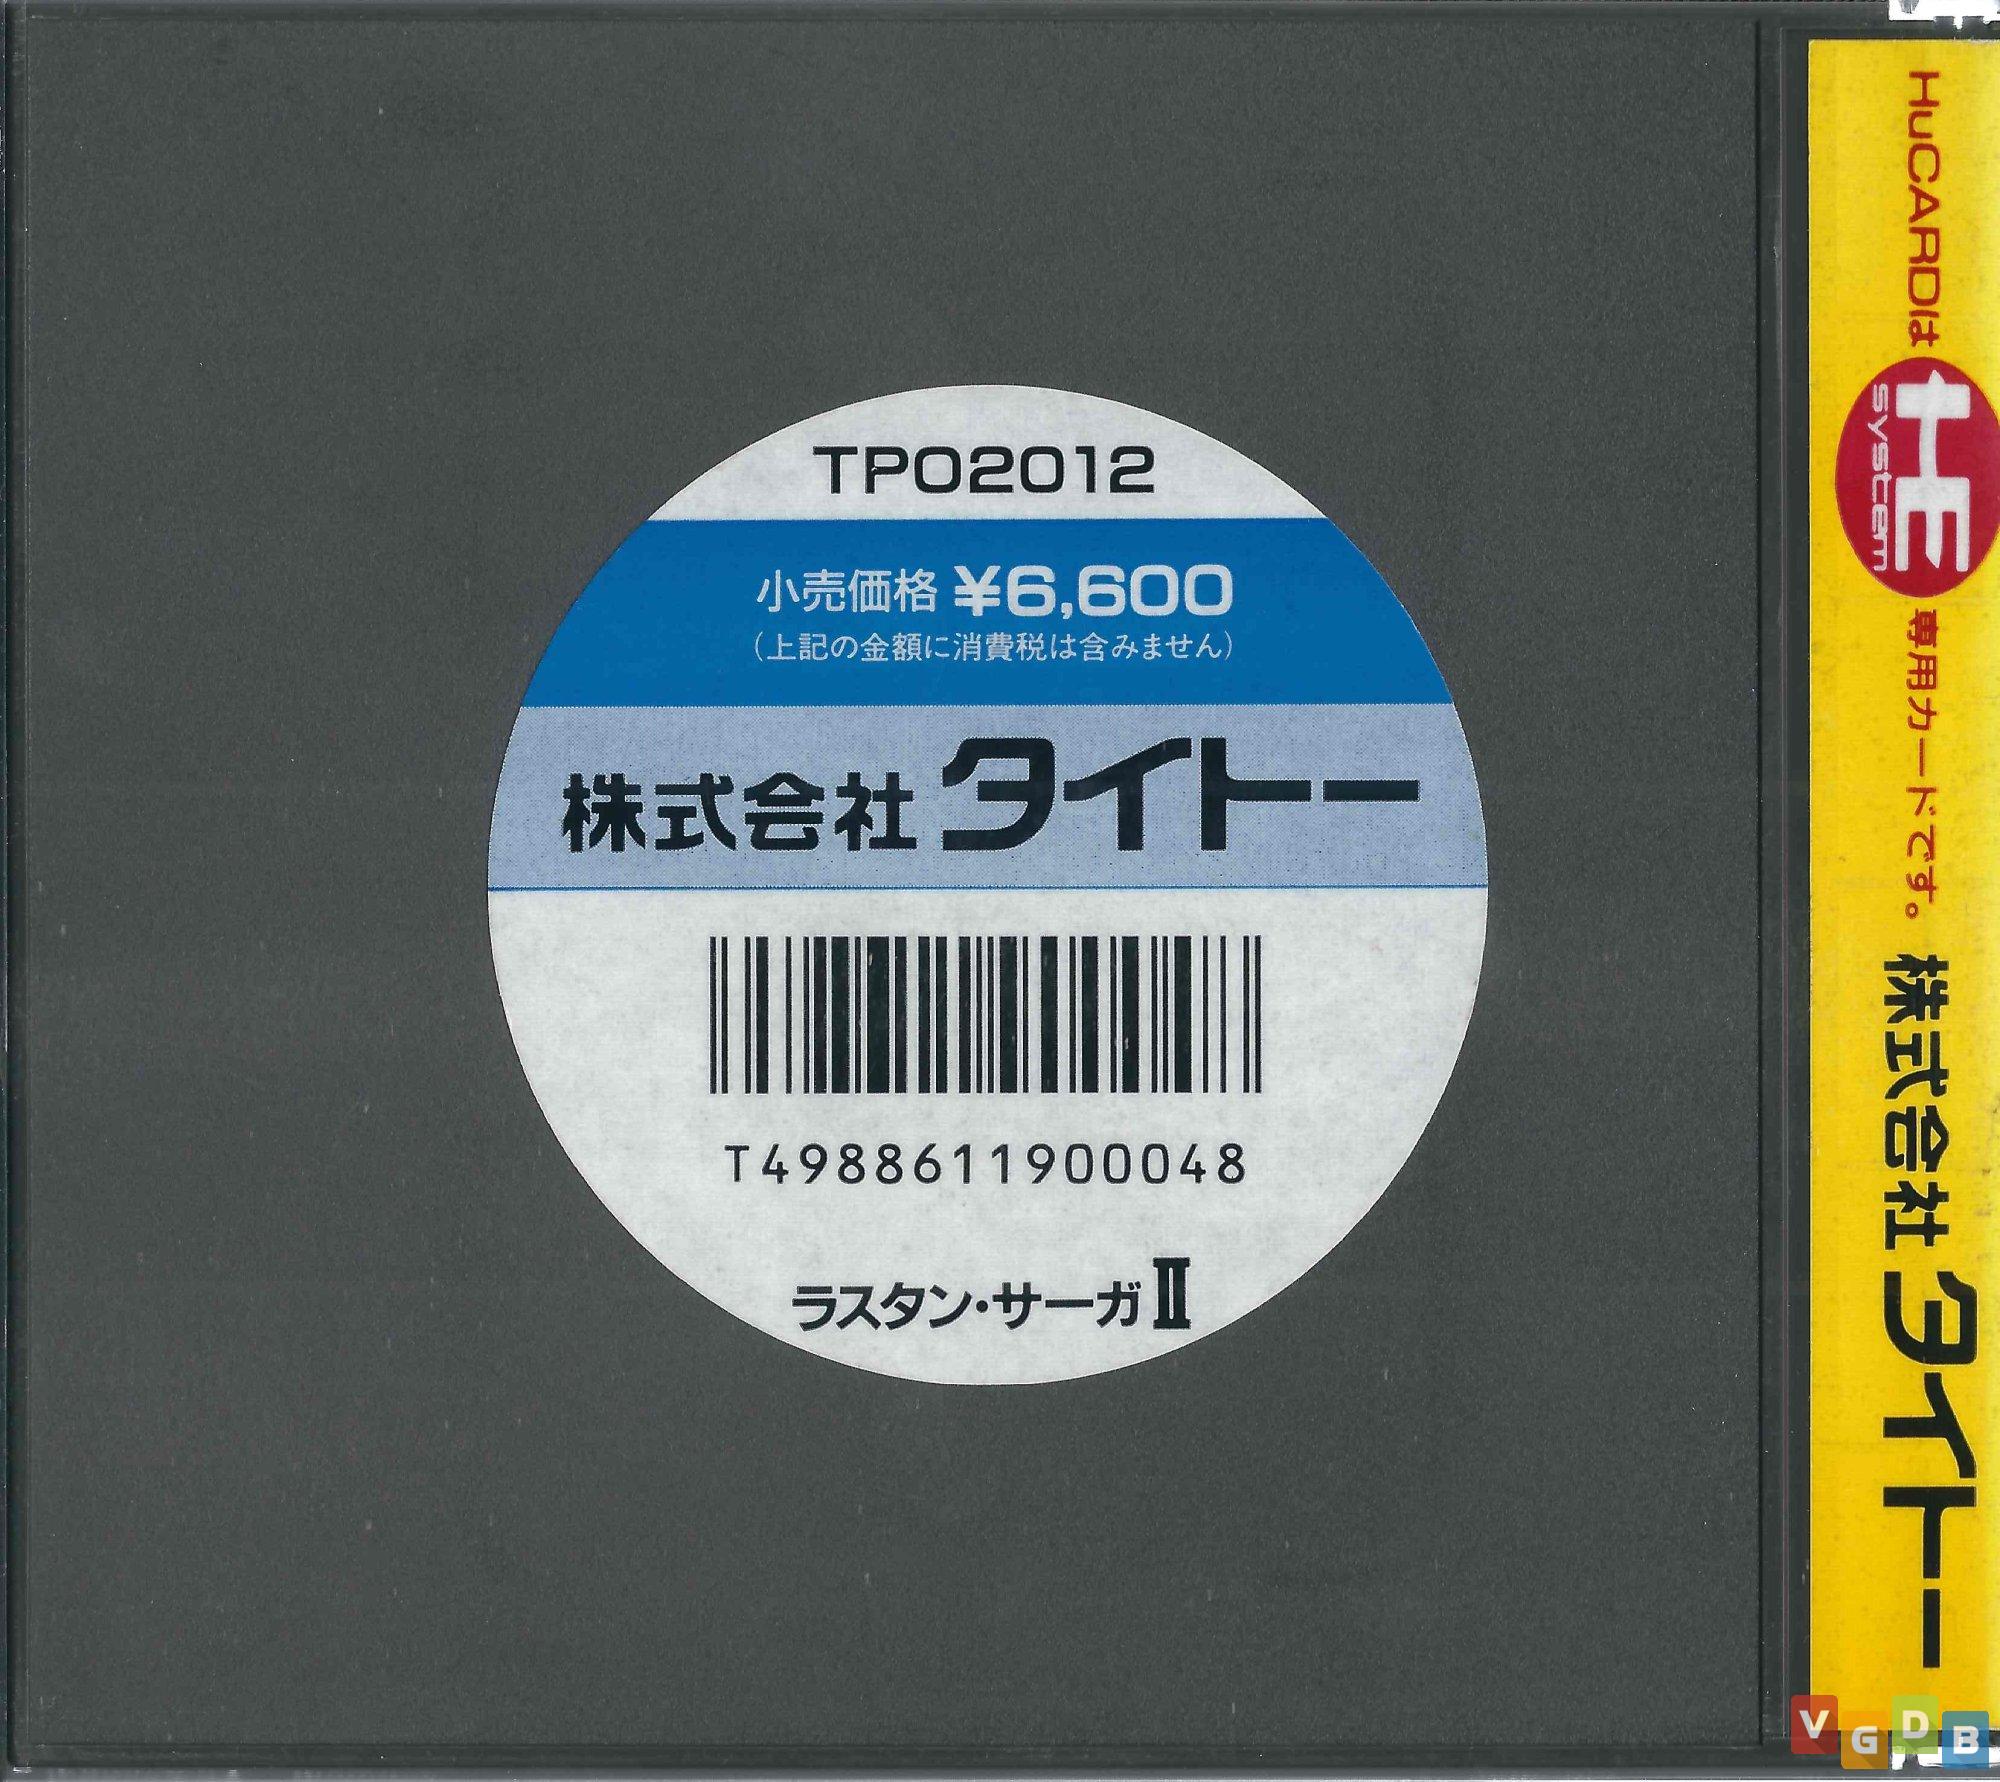 TP02012
小売価格 ¥6,600
(上記の金額に消費税は含みません)
株式会社 タイトー
T4988611900048
ラスタン・サーガII
HuCARDは HE system 専用カードです。 株式会社 タイトー
VGDB